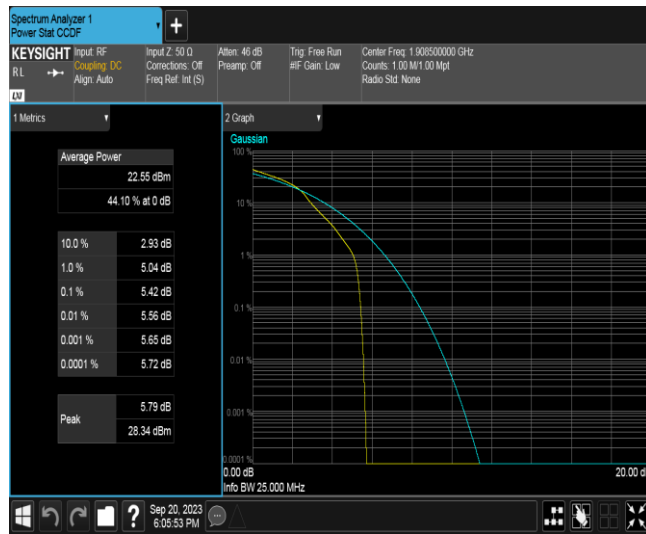 Spectrum Analyzer 1
Power Stat CCDF
+
KEYSIGHT
RL
LXI
Input: RF
Coupling: DC
Align: Auto
Input Z: 50 Ω
Corrections: Off
Freq Ref: Int (S)
Atten: 46 dB
Preamp: Off
Trig: Free Run
#IF Gain: Low
Center Freq: 1.908500000 GHz
Counts: 1.00 M/1.00 Mpt
Radio Std: None
1 Metrics
Average Power
22.55 dBm
44.10 % at 0 dB
10.0 % 2.93 dB
1.0 % 5.04 dB
0.1 % 5.42 dB
0.01 % 5.56 dB
0.001 % 5.65 dB
0.0001 % 5.72 dB
Peak
5.79 dB
28.34 dBm
2 Graph
Gaussian
100 %
10 %
1 %
0.1 %
0.01 %
0.001 %
0.0001 %
0.00 dB
20.00 d
Info BW 25.000 MHz
?
Sep 20, 2023
6:05:53 PM